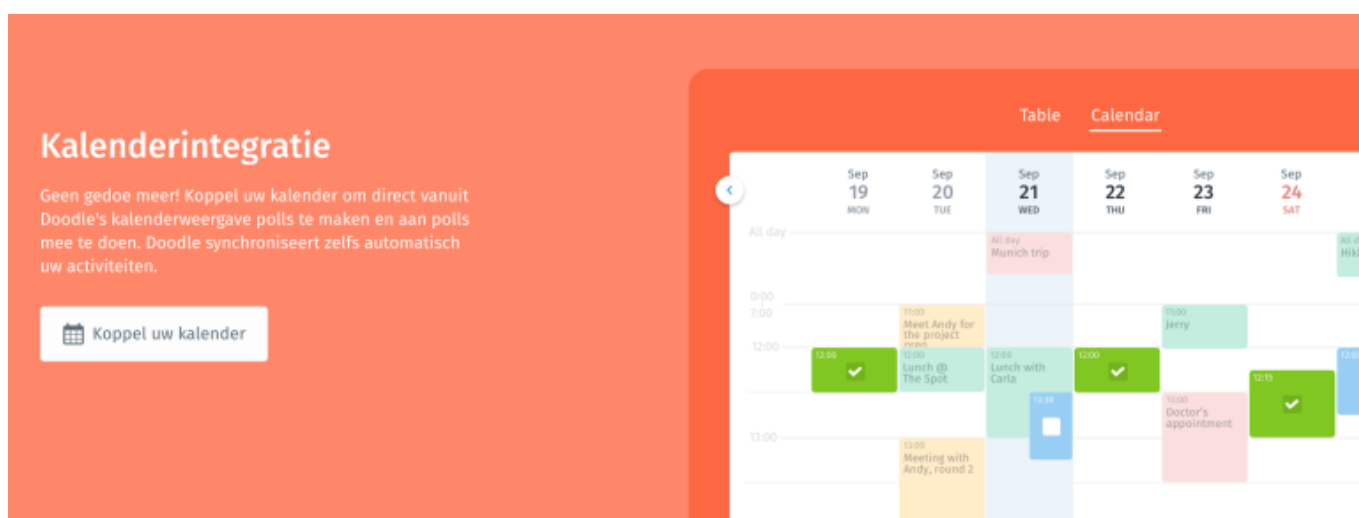 Kalenderintegratie
Geen gedoe meer! Koppel uw kalender om direct vanuit
Doodle's kalenderweergave polls te maken en aan polls
mee te doen. Doodle synchroniseert zelfs automatisch
uw activiteiten.
Koppel uw kalender
Table Calendar
Sep Sep Sep Sep Sep Sep
19 20 21 22 23 24
MON TUE WED THU FRI SAT
All day
All day
Munich trip
0:00
7:00
11:00
Meet Andy for
the project
11:00
Jerry
12:00
12:00
12:00
Lunch @
The Spot
12:00
Lunch with
Carla
12:00
12:15
13:00
Doctor's
appointment
13:00
13:00
Meeting with
Andy, round 2